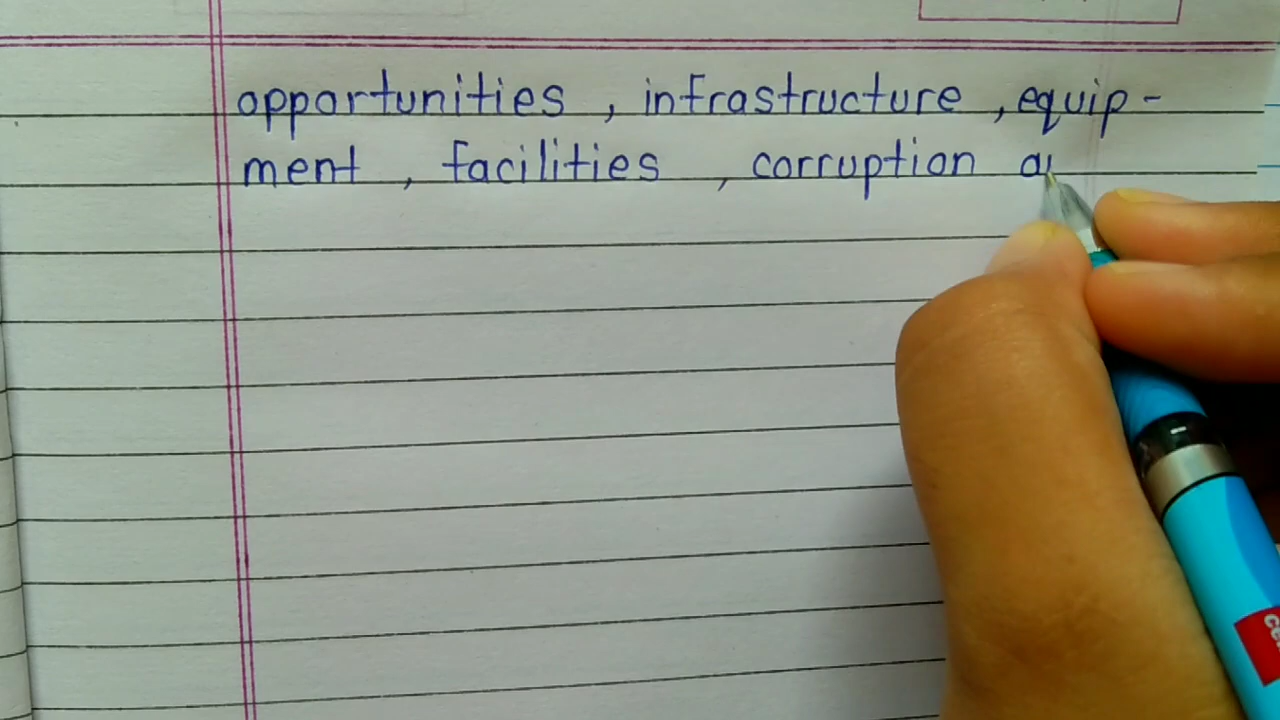 opportunities , infrastructure , equip-
ment , facilities , corruption